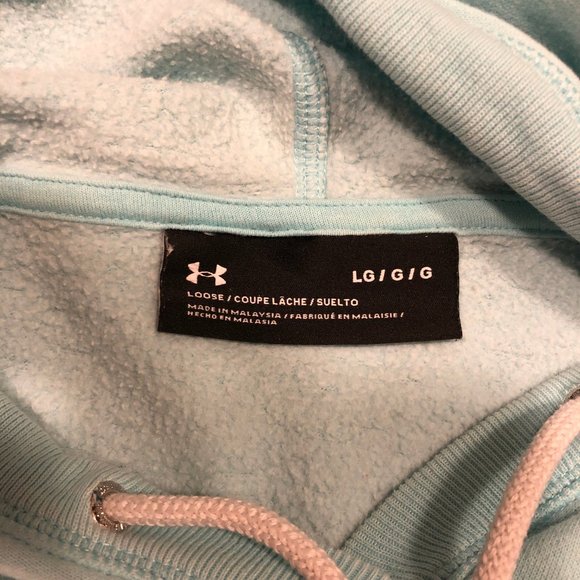 LG / G / G
LOOSE / COUPE LÂCHE / SUELTO
MADE IN MALAYSIA / FABRIQUÉ EN MALAISIE /
HECHO EN MALASIA